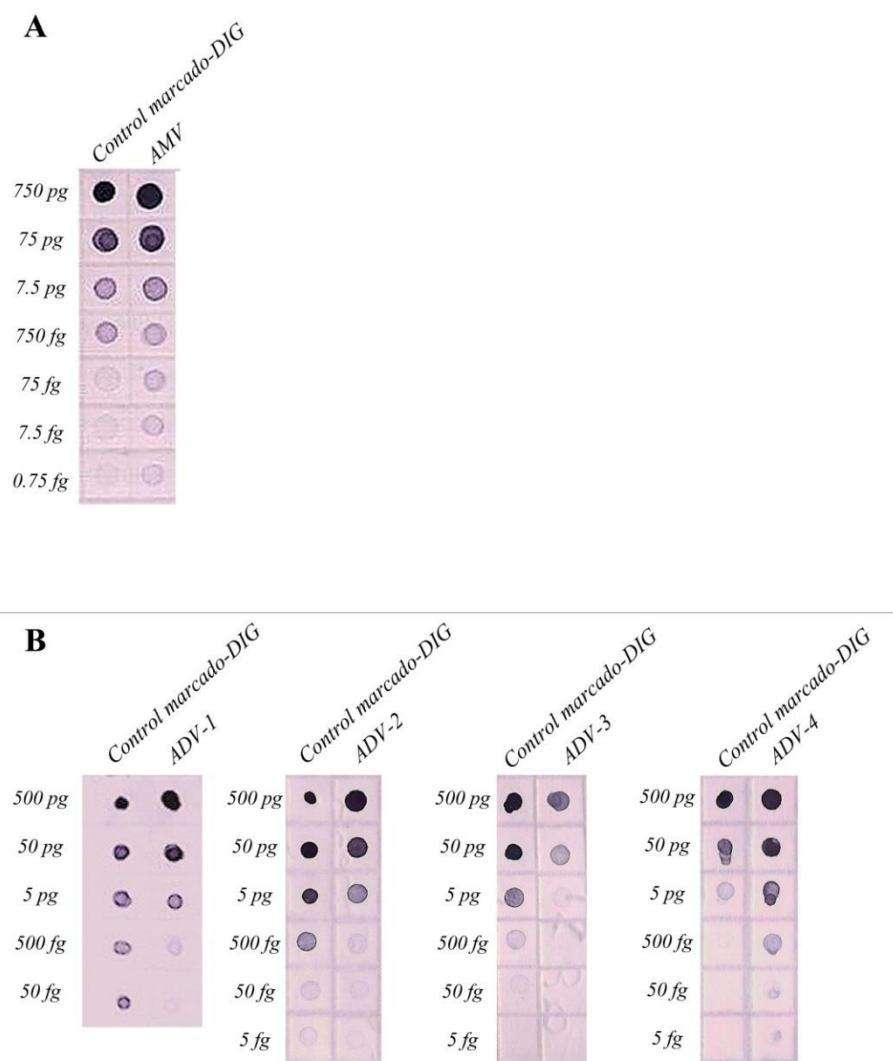 A
Control marcado-DIG
AMV
750 pg
75 pg
7.5 pg
750 fg
75 fg
7.5 fg
0.75 fg
B
Control marcado-DIG
ADV-1
500 pg
50 pg
5 pg
500 fg
50 fg
Control marcado-DIG
ADV-2
500 pg
50 pg
5 pg
500 fg
50 fg
5 fg
Control marcado-DIG
ADV-3
500 pg
50 pg
5 pg
500 fg
50 fg
5 fg
Control marcado-DIG
ADV-4
500 pg
50 pg
5 pg
500 fg
50 fg
5 fg